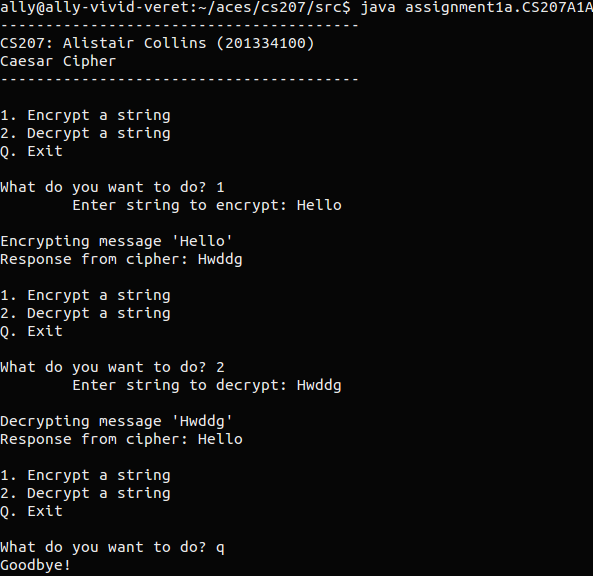 ally@ally-vivid-veret:~/aces/cs207/src$ java assignment1a.CS207A1A
----------------------------------------
CS207: Alistair Collins (201334100)
Caesar Cipher
----------------------------------------
1. Encrypt a string
2. Decrypt a string
Q. Exit
What do you want to do? 1
Enter string to encrypt: Hello
Encrypting message 'Hello'
Response from cipher: Hwddg
1. Encrypt a string
2. Decrypt a string
Q. Exit
What do you want to do? 2
Enter string to decrypt: Hwddg
Decrypting message 'Hwddg'
Response from cipher: Hello
1. Encrypt a string
2. Decrypt a string
Q. Exit
What do you want to do? q
Goodbye!